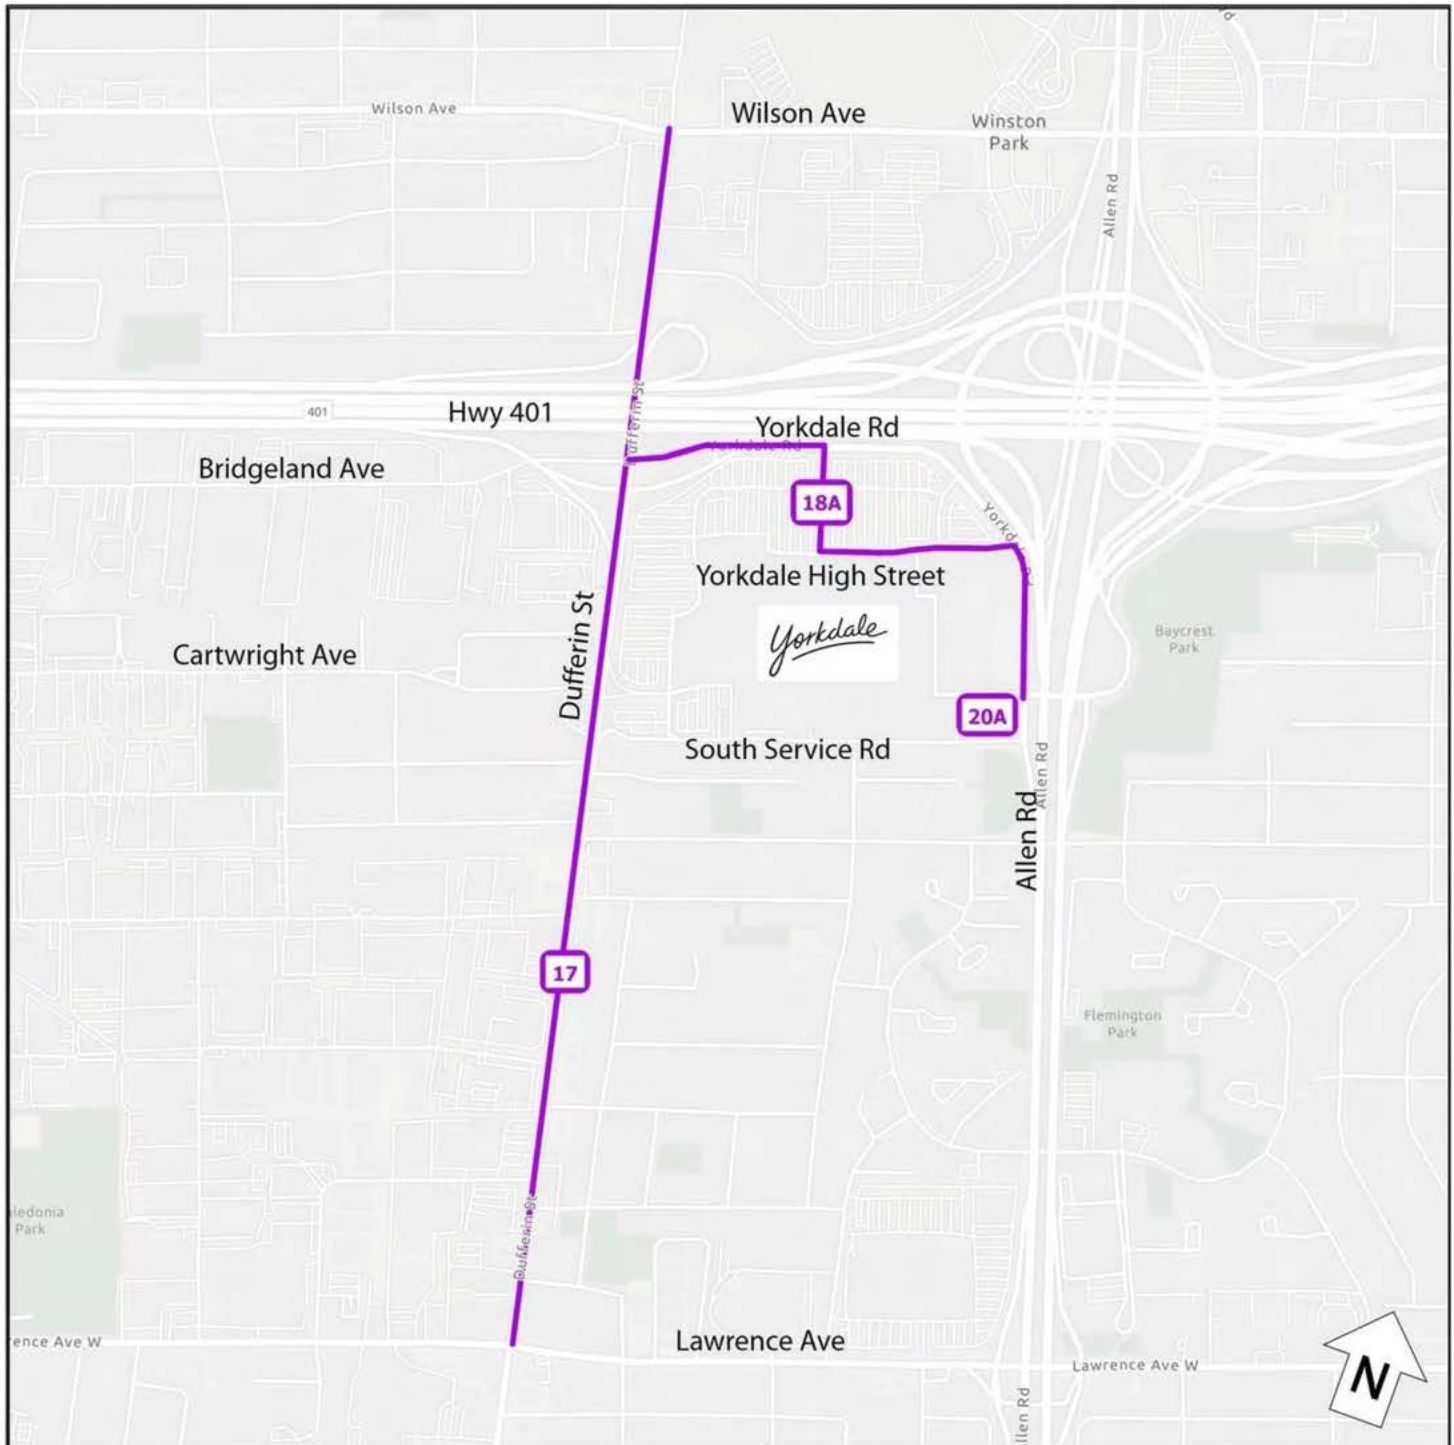 Wilson Ave
Wilson Ave
Winston
Park
Allen Rd
Dufferin St
401
Hwy 401
Yorkdale Rd
Yorkdale Rd
Bridgeland Ave
18A
Yorkdale Rd
Yorkdale High Street
Dufferin St
Yorkdale
Baycrest
Park
Cartwright Ave
20A
South Service Rd
Allen Rd
Allen Rd
17
Flemington
Park
Dufferin St
Park
Lawrence Ave
Ave W
Lawrence Ave W
Rd
N